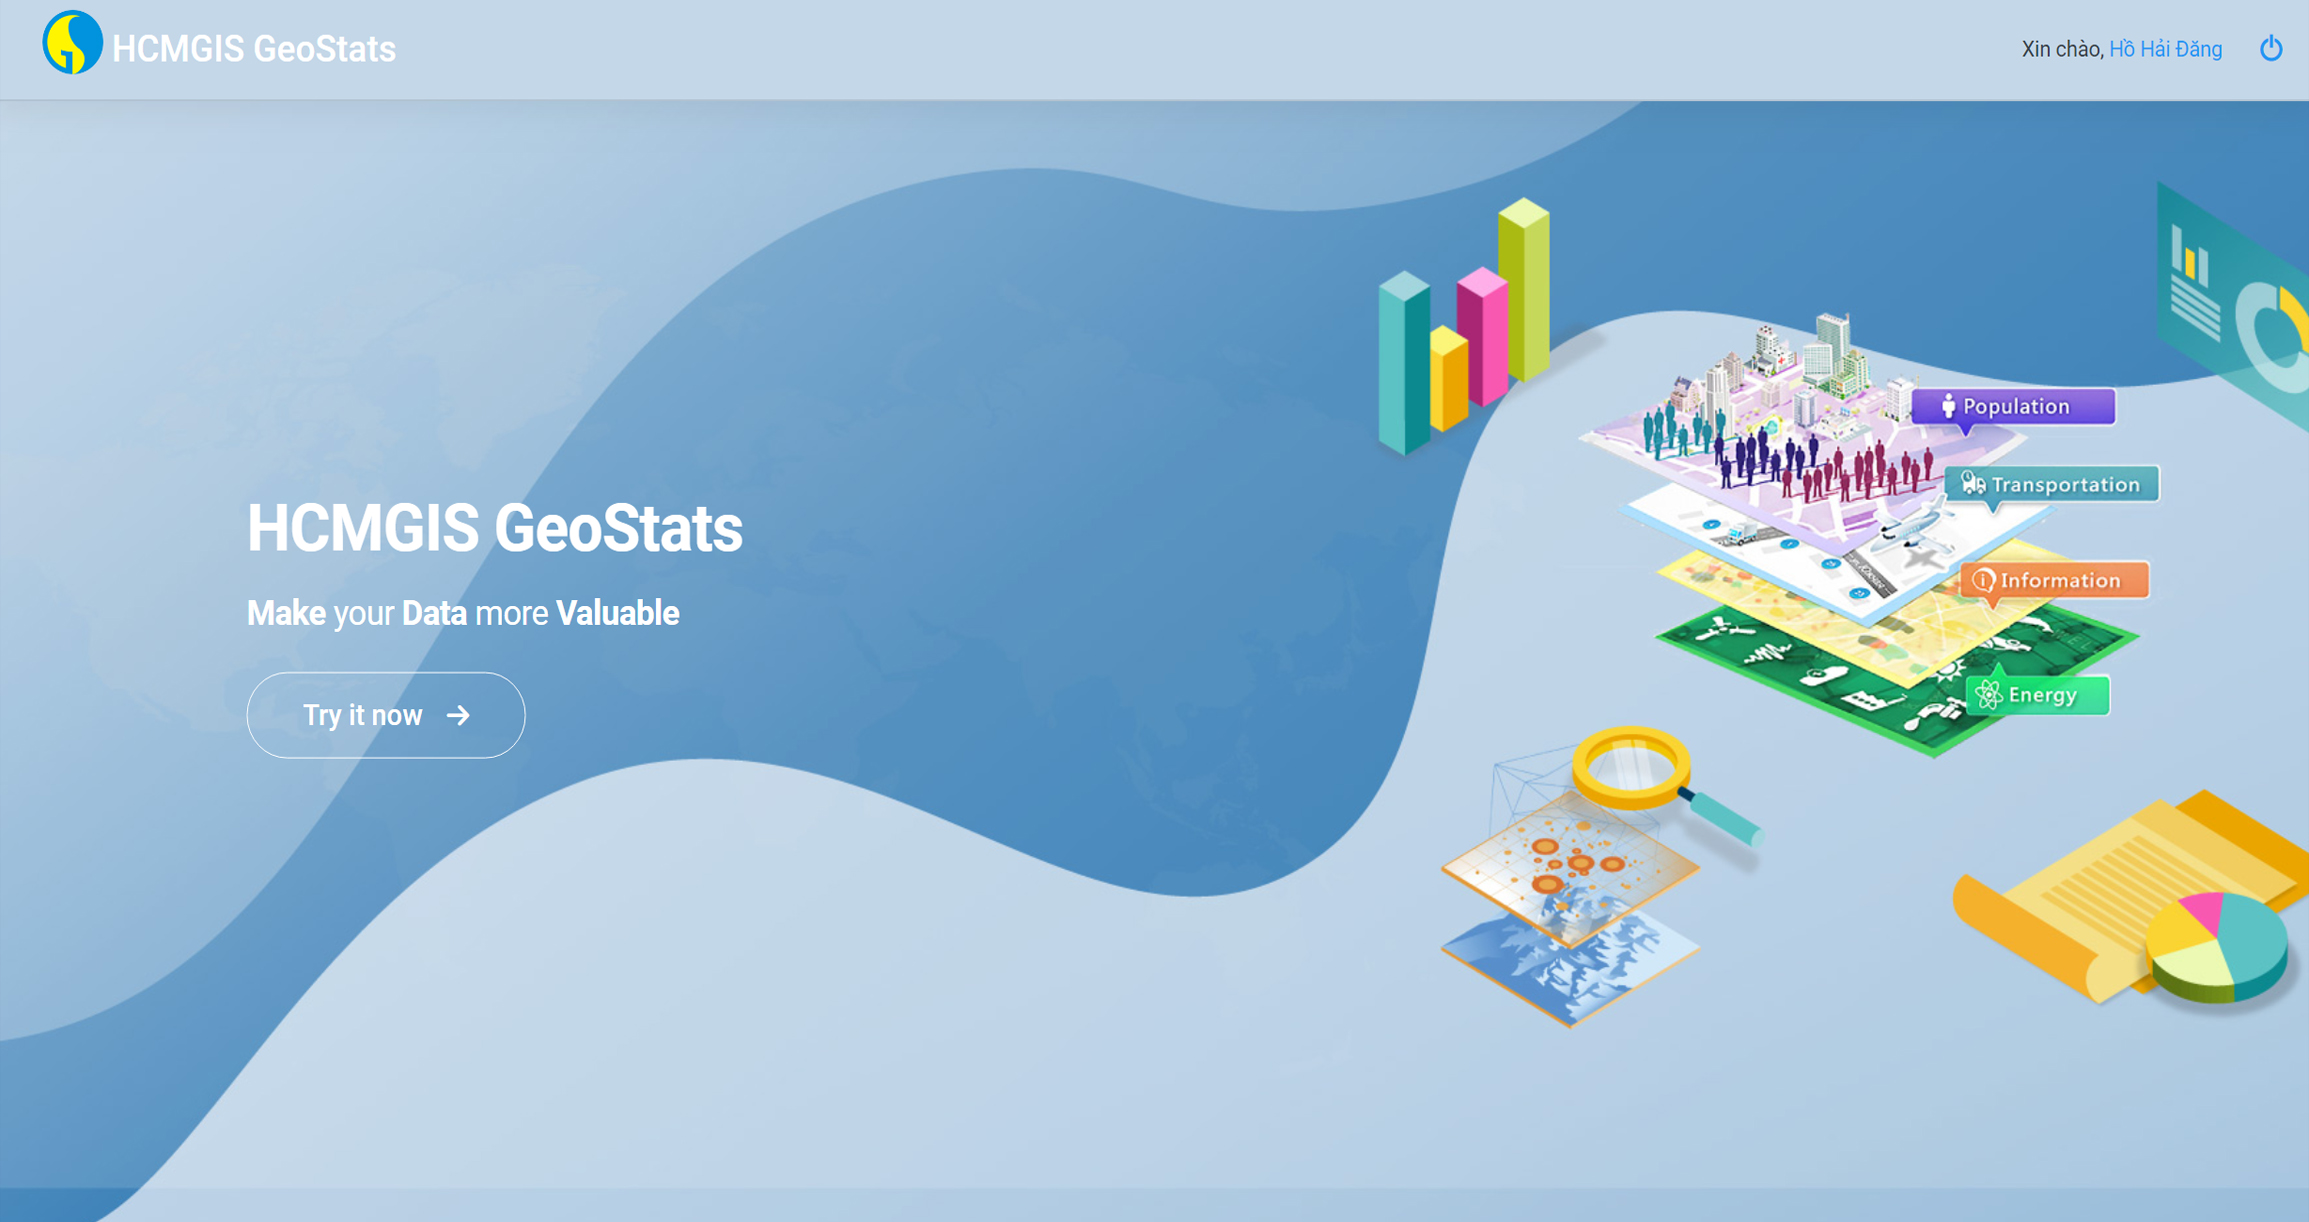 HCMGIS GeoStats
Xin chào, Hồ Hải Đăng
HCMGIS GeoStats
Make your Data more Valuable
Try it now
Population
Transportation
Information
Energy